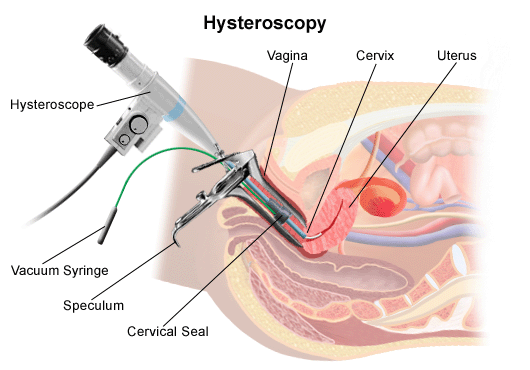 Hysteroscopy
Vagina
Cervix
Uterus
Hysteroscope
Vacuum Syringe
Speculum
Cervical Seal